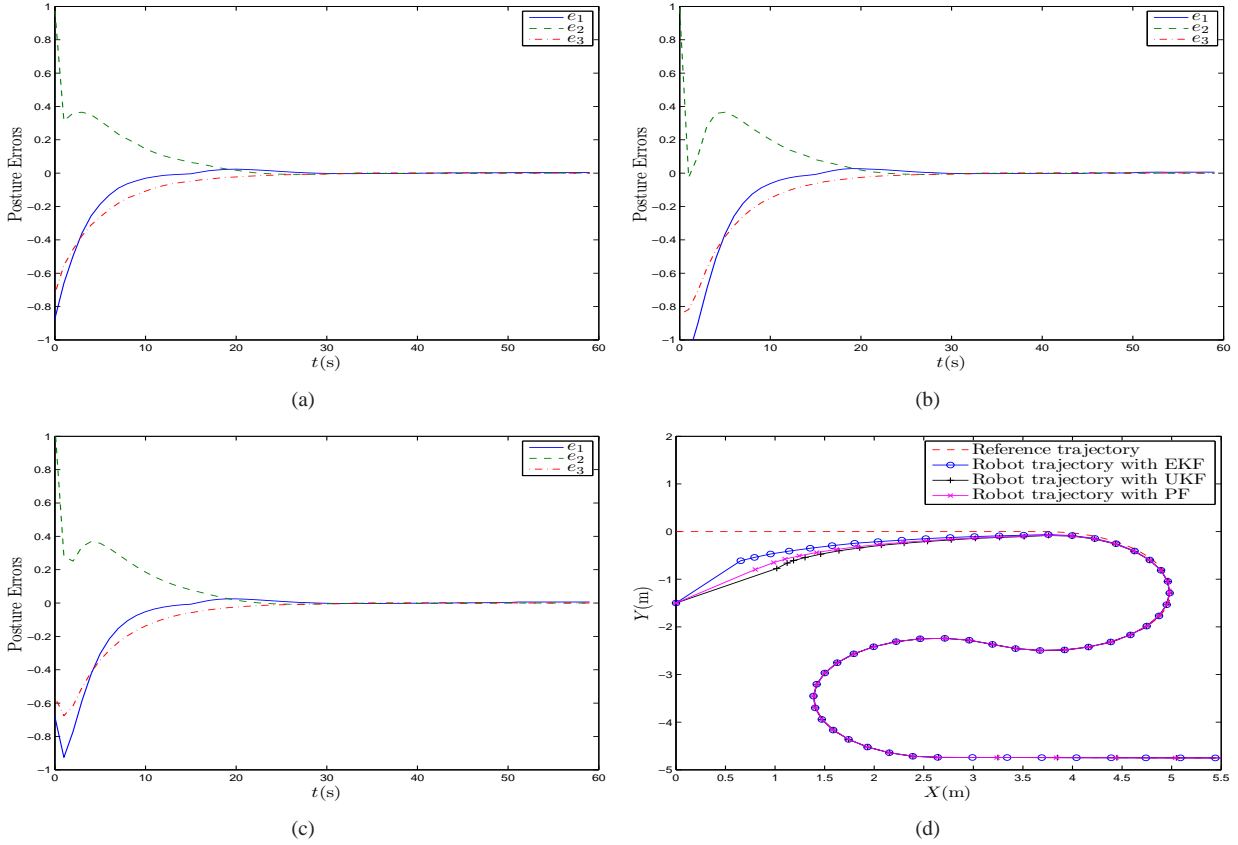 1
0.8
0.6
0.4
0.2
0
−0.2
−0.4
−0.6
−0.8
−1
Posture Errors
e1
e2
e3
0 10 20 30 40 50 60
t(s)
(a)
1
0.8
0.6
0.4
0.2
0
−0.2
−0.4
−0.6
−0.8
−1
Posture Errors
e1
e2
e3
0 10 20 30 40 50 60
t(s)
(b)
1
0.8
0.6
0.4
0.2
0
−0.2
−0.4
−0.6
−0.8
−1
Posture Errors
e1
e2
e3
0 10 20 30 40 50 60
t(s)
(c)
2
1
0
−1
−2
−3
−4
−5
Y(m)
Reference trajectory
Robot trajectory with EKF
Robot trajectory with UKF
Robot trajectory with PF
0 0.5 1 1.5 2 2.5 3 3.5 4 4.5 5 5.5
X(m)
(d)